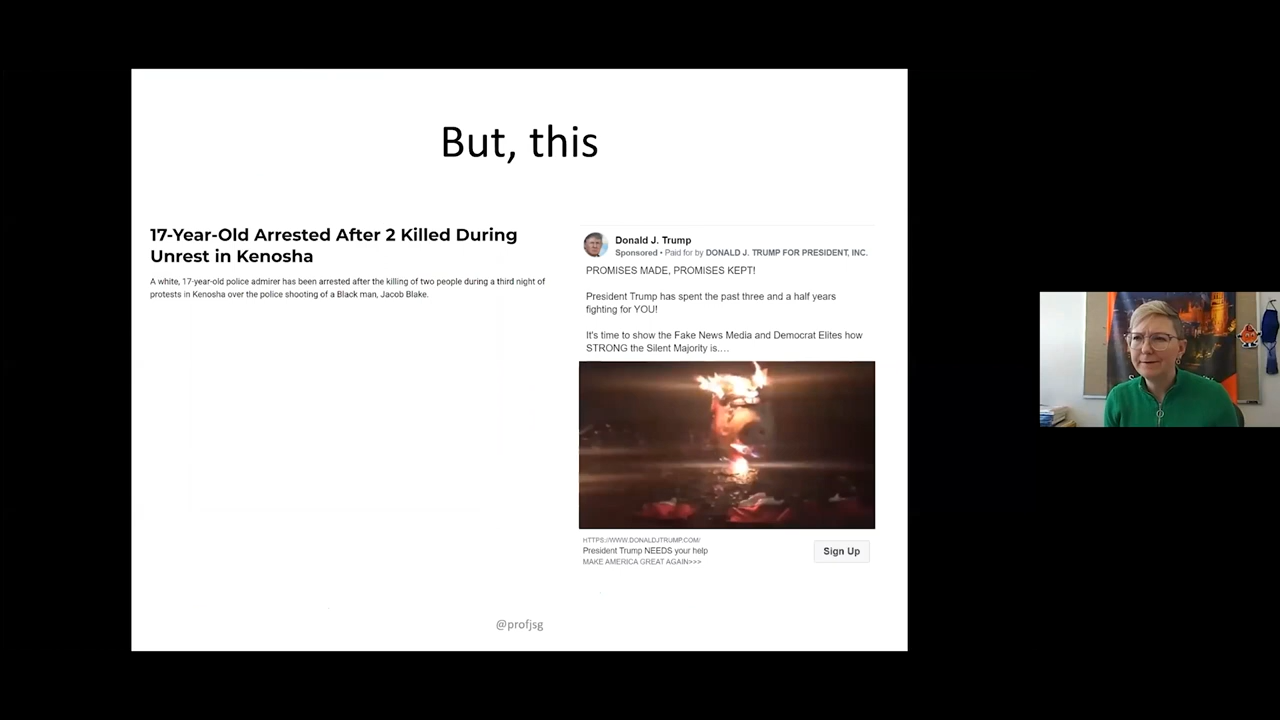 But, this
17-Year-Old Arrested After 2 Killed During
Unrest in Kenosha
A white, 17-year-old police admirer has been arrested after the killing of two people during a third night of
protests in Kenosha over the police shooting of a Black man, Jacob Blake.
Donald J. Trump
Sponsored • Paid for by DONALD J. TRUMP FOR PRESIDENT, INC.
PROMISES MADE, PROMISES KEPT!
President Trump has spent the past three and a half years
fighting for YOU!
It's time to show the Fake News Media and Democrat Elites how
STRONG the Silent Majority is....
HTTPS://WWW.DONALDJTRUMP.COM/
President Trump NEEDS your help
MAKE AMERICA GREAT AGAIN>>>
Sign Up
@profjsg